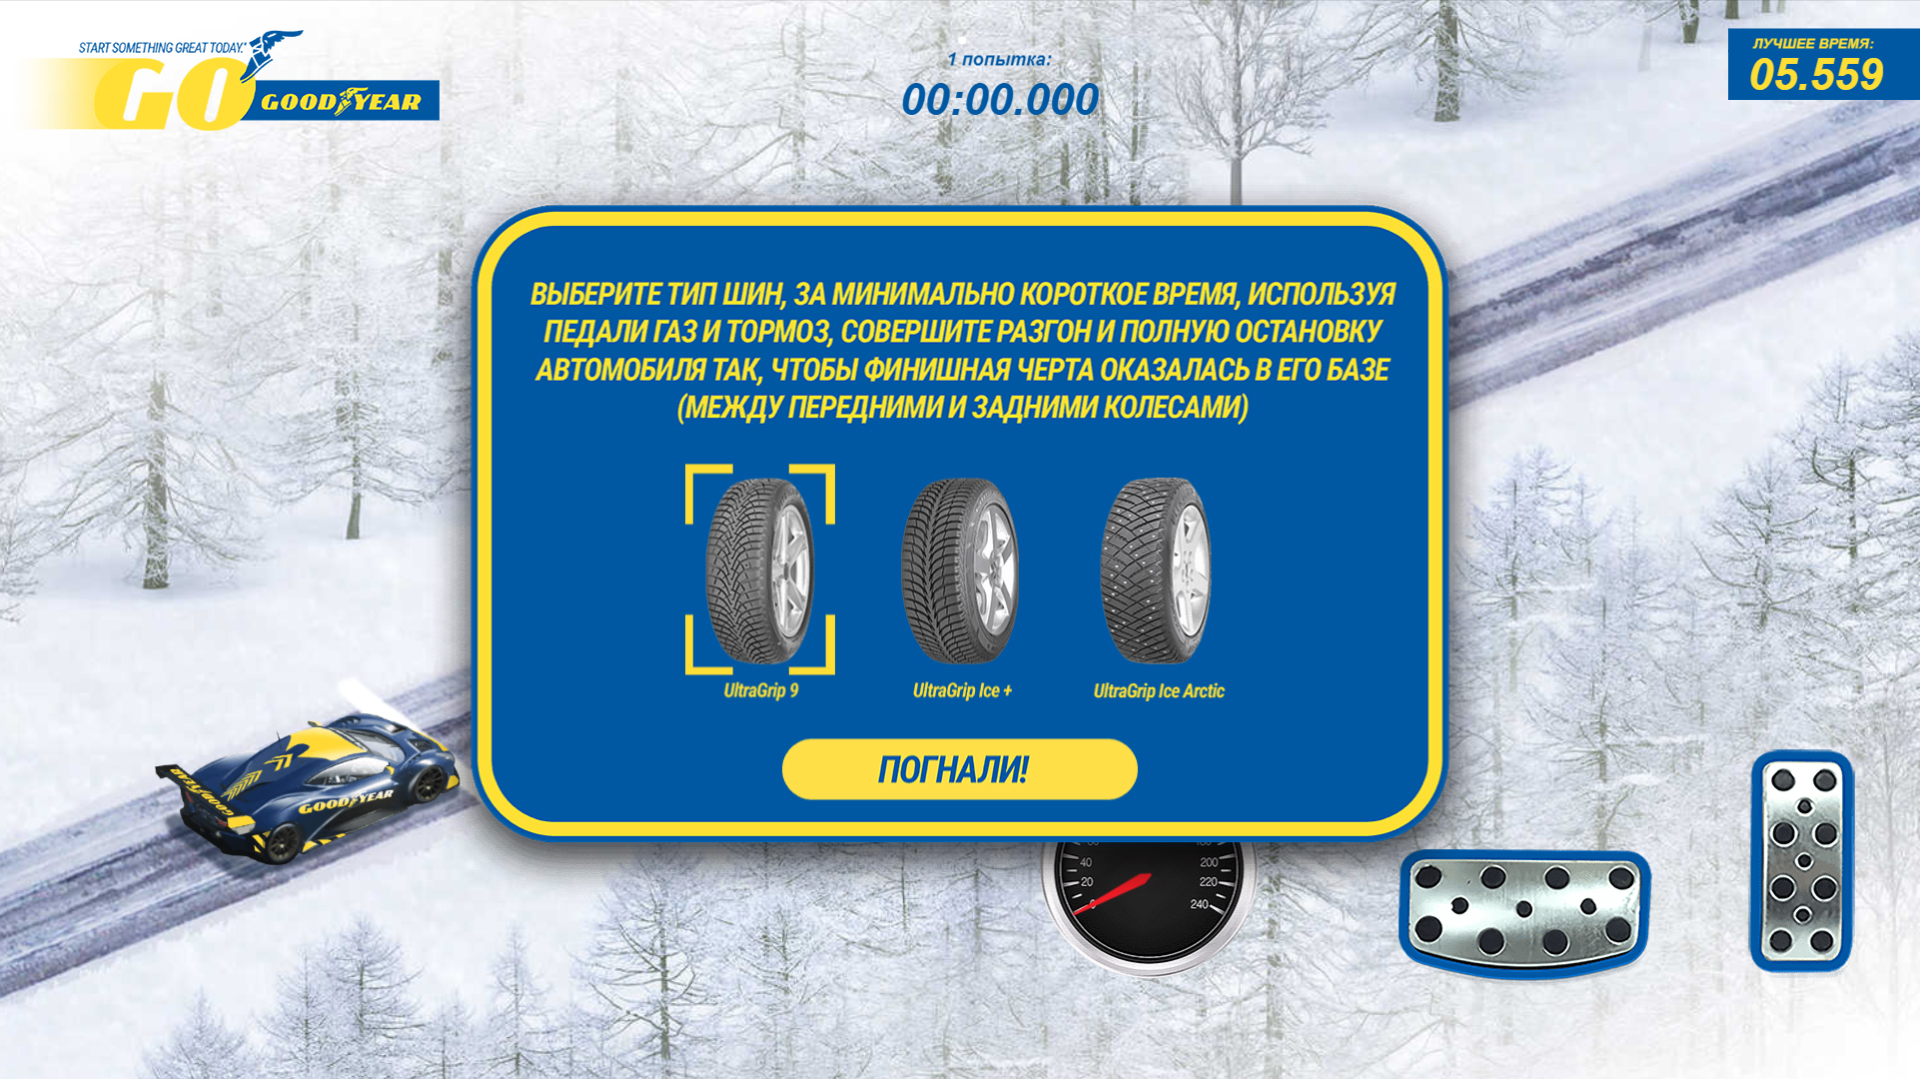 START SOMETHING GREAT TODAY.
GO
GOODYEAR
1 попытка:
00:00.000
ЛУЧШЕЕ ВРЕМЯ:
05.559
ВЫБЕРИТЕ ТИП ШИН, ЗА МИНИМАЛЬНО КОРОТКОЕ ВРЕМЯ, ИСПОЛЬЗУЯ
ПЕДАЛИ ГАЗ И ТОРМОЗ, СОВЕРШИТЕ РАЗГОН И ПОЛНУЮ ОСТАНОВКУ
АВТОМОБИЛЯ ТАК, ЧТОБЫ ФИНИШНАЯ ЧЕРТА ОКАЗАЛАСЬ В ЕГО БАЗЕ
(МЕЖДУ ПЕРЕДНИМИ И ЗАДНИМИ КОЛЕСАМИ)
UltraGrip 9
UltraGrip Ice +
UltraGrip Ice Arctic
ПОГНАЛИ!
GOODYEAR
GOODYEAR
40
200
20
220
0
240